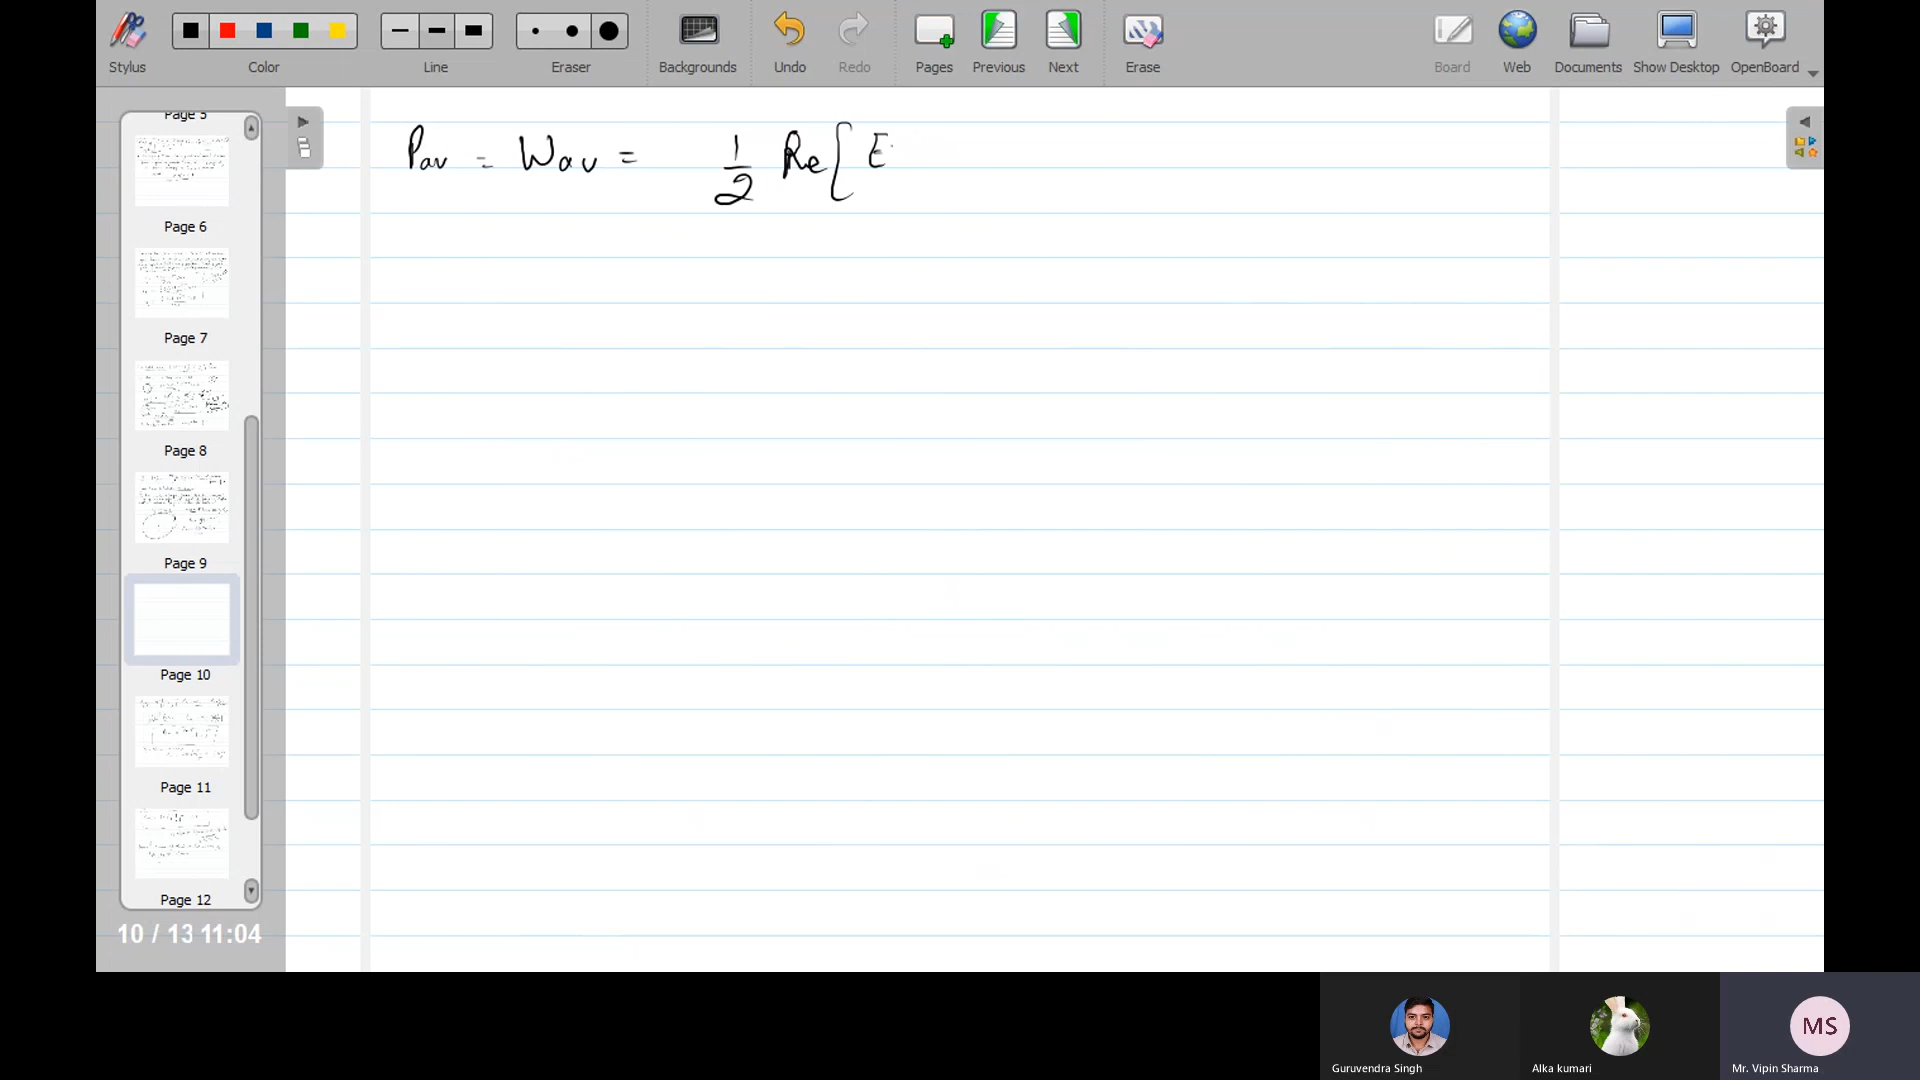 Stylus
Color
Line
Eraser
Backgrounds
Undo
Redo
Pages
Previous
Next
Erase
Board
Web
Documents
Show Desktop
OpenBoard
Pav = Wav = 1/2 Re[E
Page 5
Page 6
Page 7
Page 8
Page 9
Page 10
Page 11
Page 12
10 / 13 11:04
MS
Guruvendra Singh
Alka kumari
Mr. Vipin Sharma